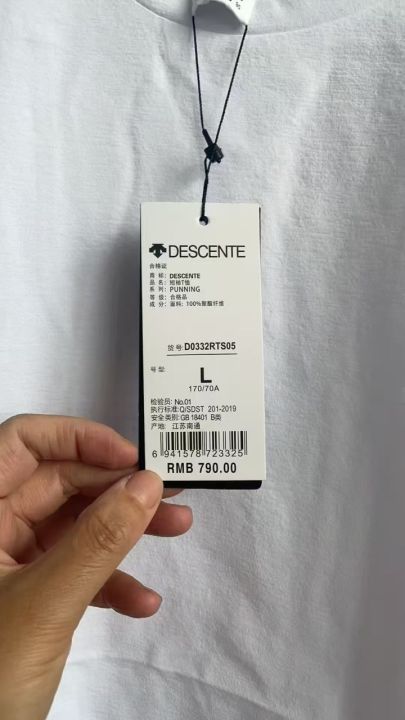 DESCENTE
合格证
商 标: DESCENTE
品 名: 短袖T恤
系 列: PUNNING
等 级: 合格品
成 分: 面料: 100%聚酯纤维
货 号: D0332RTS05
号 型:
L
170/70A
检验员: No.01
执行标准:Q/SDST 201-2019
安全类别:GB 18401 B类
产地: 江苏南通
6 941578 723325
RMB 790.00